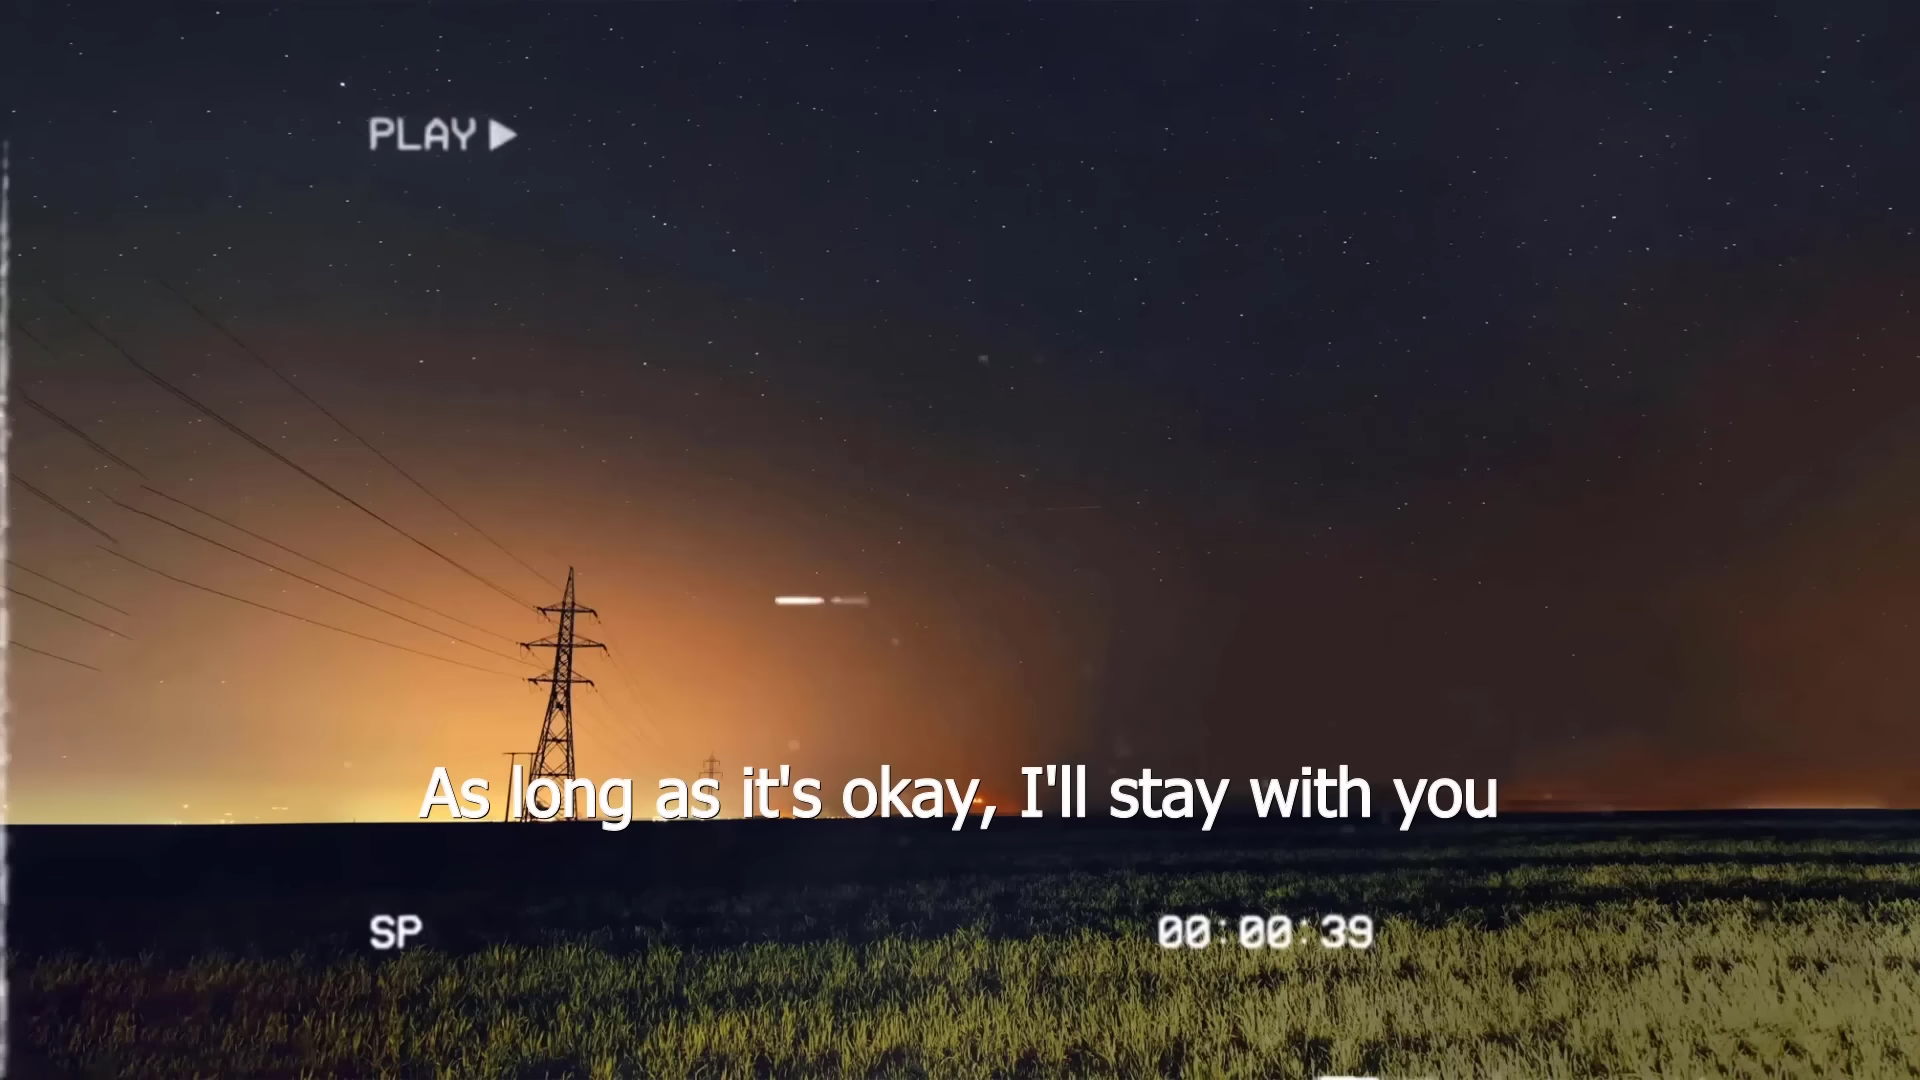 PLAY ▶
As long as it's okay, I'll stay with you
SP 00:00:39